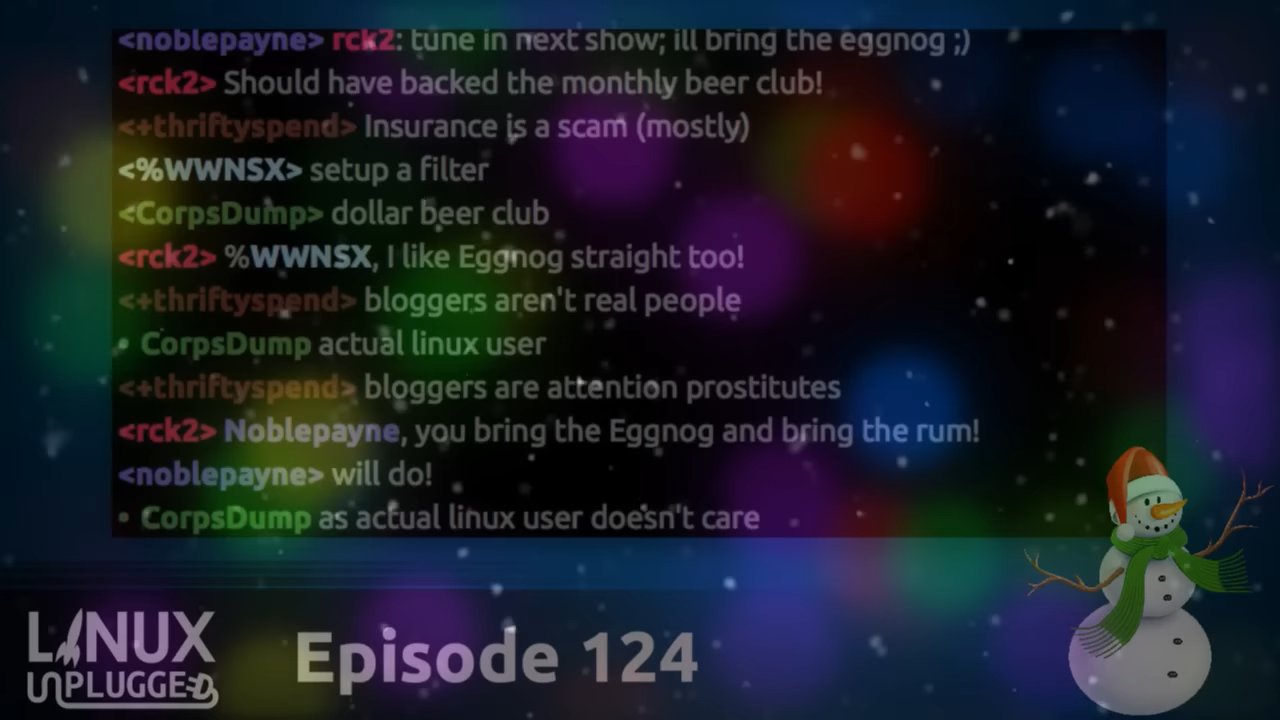 <noblepayne> rck2: tune in next show; ill bring the eggnog ;)
<rck2> Should have backed the monthly beer club!
<+thriftyspend> Insurance is a scam (mostly)
<%WWNSX> setup a filter
<CorpsDump> dollar beer club
<rck2> %WWNSX, I like Eggnog straight too!
<+thriftyspend> bloggers aren't real people
• CorpsDump actual linux user
<+thriftyspend> bloggers are attention prostitutes
<rck2> Noblepayne, you bring the Eggnog and bring the rum!
<noblepayne> will do!
• CorpsDump as actual linux user doesn't care
LINUX
UNPLUGGED
Episode 124